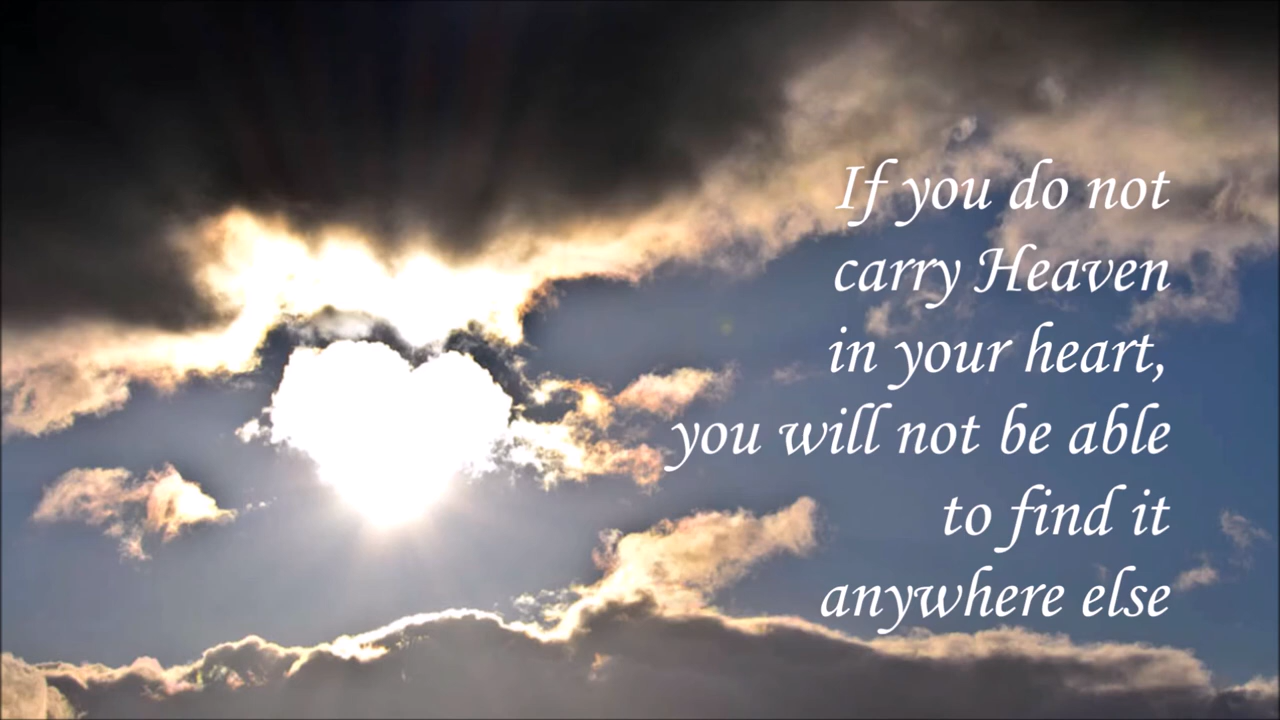 If you do not
carry Heaven
in your heart,
you will not be able
to find it
anywhere else